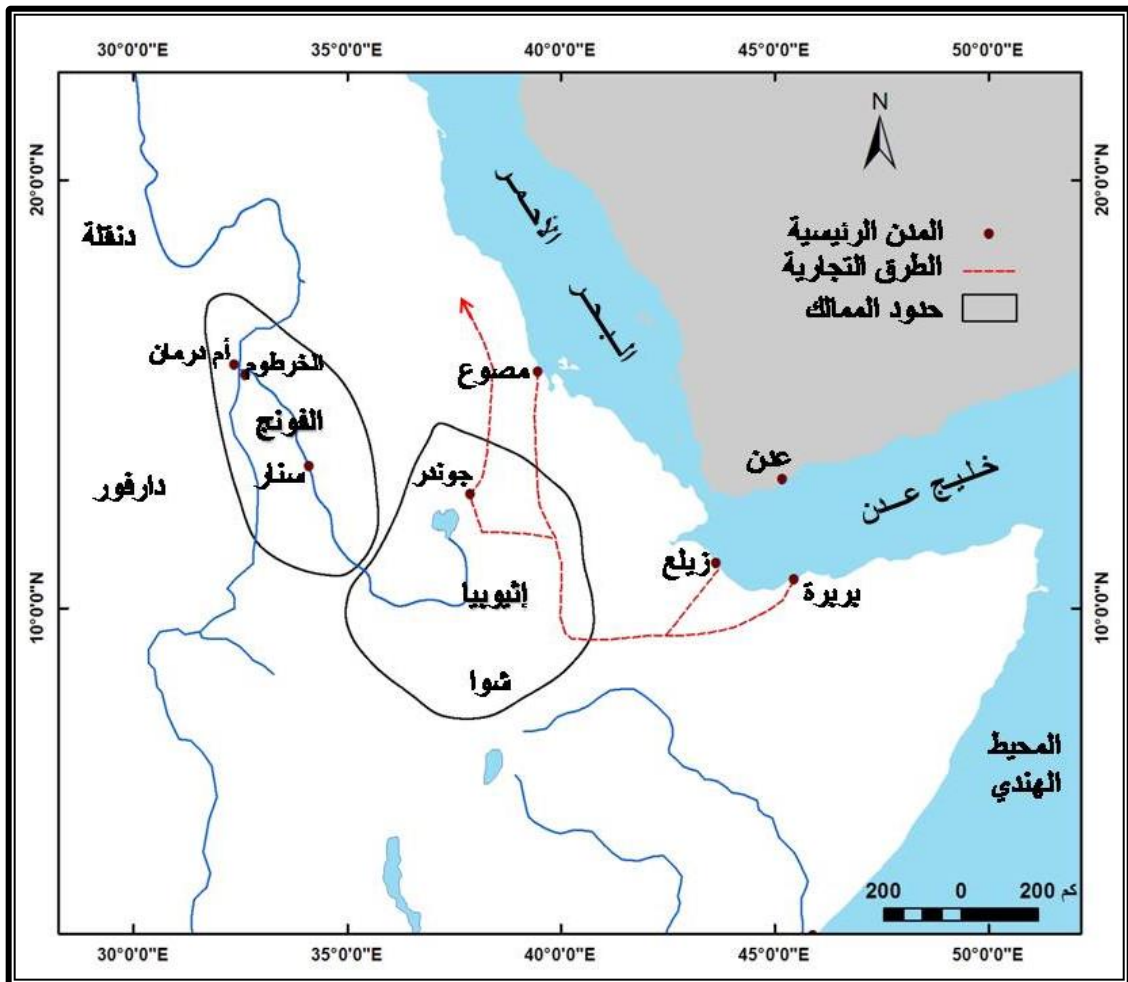 30°0'0"E 35°0'0"E 40°0'0"E 45°0'0"E 50°0'0"E
N
20°0'0"N
20°0'0"N
البحر الأحمر
المدن الرئيسية
الطرق التجارية
حدود الممالك
دنقلة
أم درمان
الخرطوم
مصوع
الفونج
سنار
جوندر
دارفور
عدن
خليج عدن
زيلع
بربرة
إثيوبيا
10°0'0"N
10°0'0"N
شوا
المحيط
الهندي
200 0 200 كم
30°0'0"E 35°0'0"E 40°0'0"E 45°0'0"E 50°0'0"E